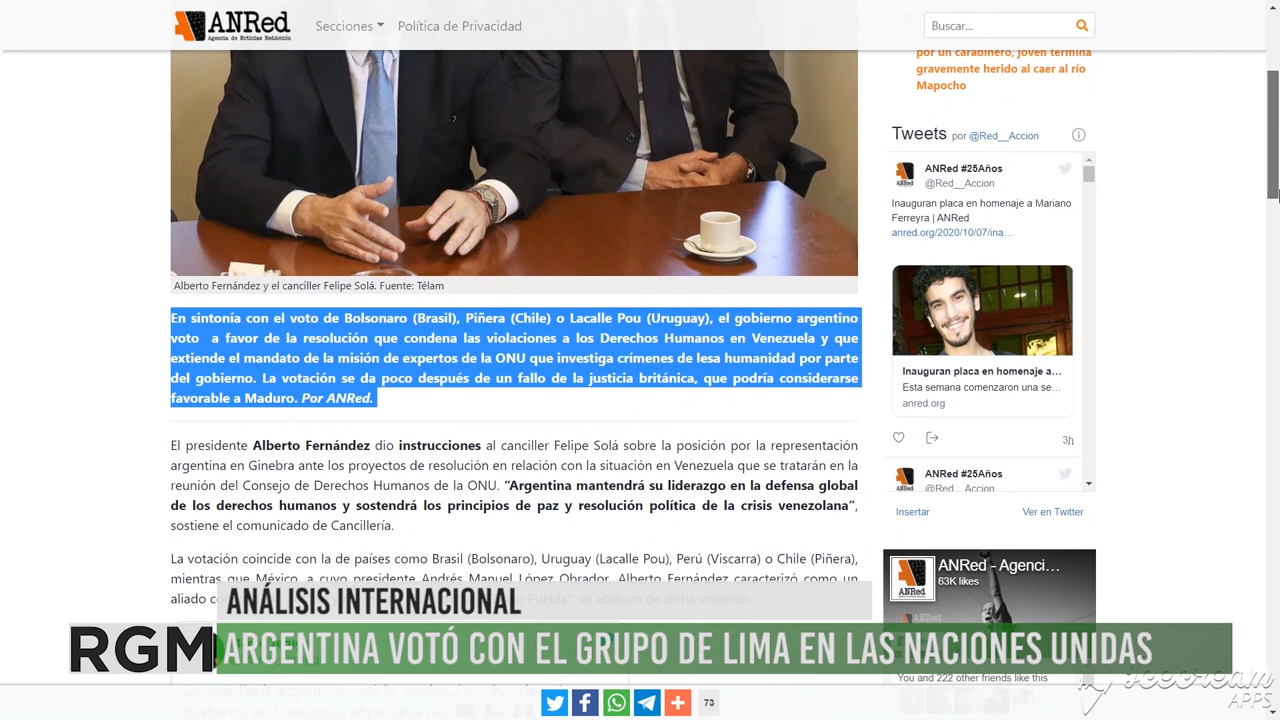 ANRed
Agencia de Noticias RedAcción
Secciones
Política de Privacidad
Buscar...
por un carabinero, joven termina
gravemente herido al caer al río
Mapocho
Tweets por @Red__Accion
ANRed #25Años
@Red__Accion
Inauguran placa en homenaje a Mariano
Ferreyra | ANRed
anred.org/2020/10/07/ina…
Inauguran placa en homenaje a…
Esta semana comenzaron una se…
anred.org
3h
ANRed #25Años
@Red__Accion
Insertar
Ver en Twitter
Alberto Fernández y el canciller Felipe Solá. Fuente: Télam
En sintonía con el voto de Bolsonaro (Brasil), Piñera (Chile) o Lacalle Pou (Uruguay), el gobierno argentino
voto a favor de la resolución que condena las violaciones a los Derechos Humanos en Venezuela y que
extiende el mandato de la misión de expertos de la ONU que investiga crímenes de lesa humanidad por parte
del gobierno. La votación se da poco después de un fallo de la justicia británica, que podría considerarse
favorable a Maduro. Por ANRed.
El presidente Alberto Fernández dio instrucciones al canciller Felipe Solá sobre la posición por la representación
argentina en Ginebra ante los proyectos de resolución en relación con la situación en Venezuela que se tratarán en la
reunión del Consejo de Derechos Humanos de la ONU. “Argentina mantendrá su liderazgo en la defensa global
de los derechos humanos y sostendrá los principios de paz y resolución política de la crisis venezolana”,
sostiene el comunicado de Cancillería.
La votación coincide con la de países como Brasil (Bolsonaro), Uruguay (Lacalle Pou), Perú (Viscarra) o Chile (Piñera),
mientras que México, a cuyo presidente Andrés Manuel López Obrador, Alberto Fernández caracterizó como un
aliado Puebla”, se abstuvo de dicha votación.
ANRed - Agenci…
63K likes
You and 222 other friends like this
ANÁLISIS INTERNACIONAL
RGM
ARGENTINA VOTÓ CON EL GRUPO DE LIMA EN LAS NACIONES UNIDAS
73
icecream
APPS